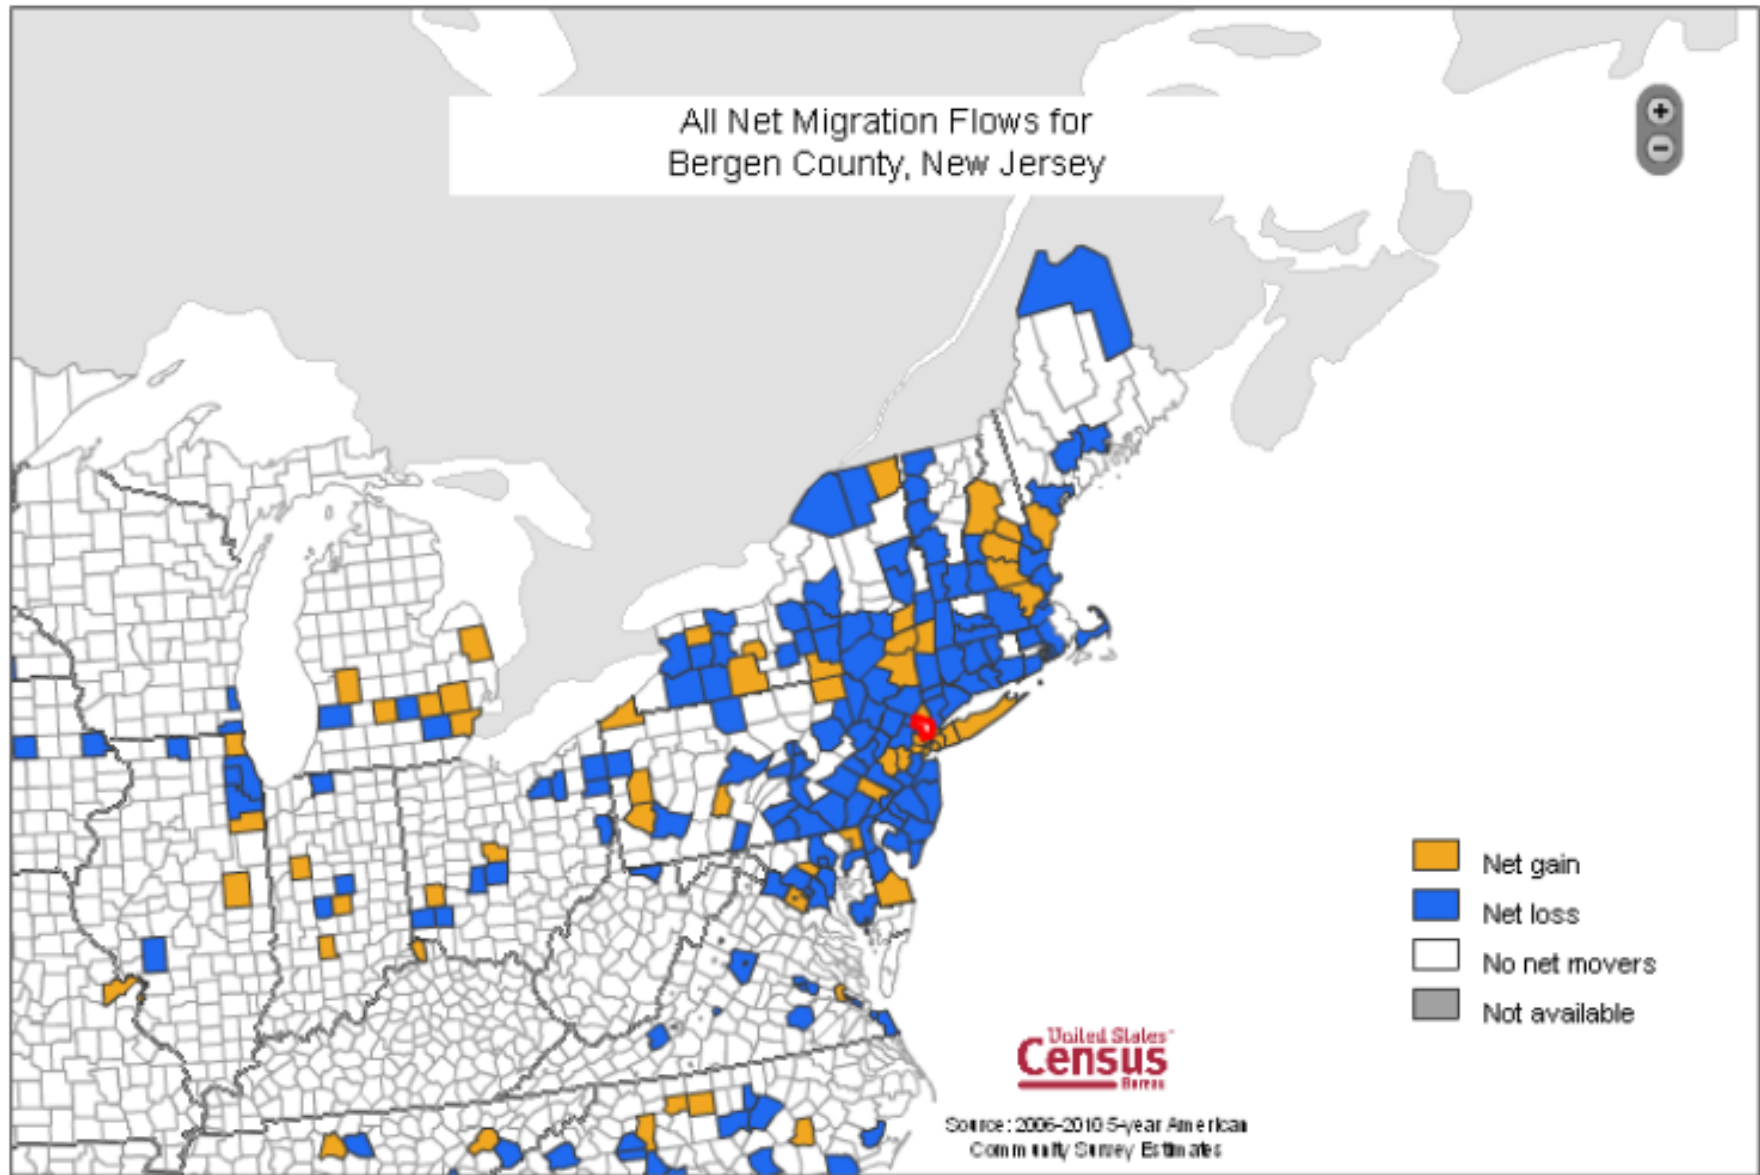 All Net Migration Flows for
Bergen County, New Jersey
+
−
Net gain
Net loss
No net movers
Not available
United States™
Census
Bureau
Source: 2006-2010 5-year American
Community Survey Estimates